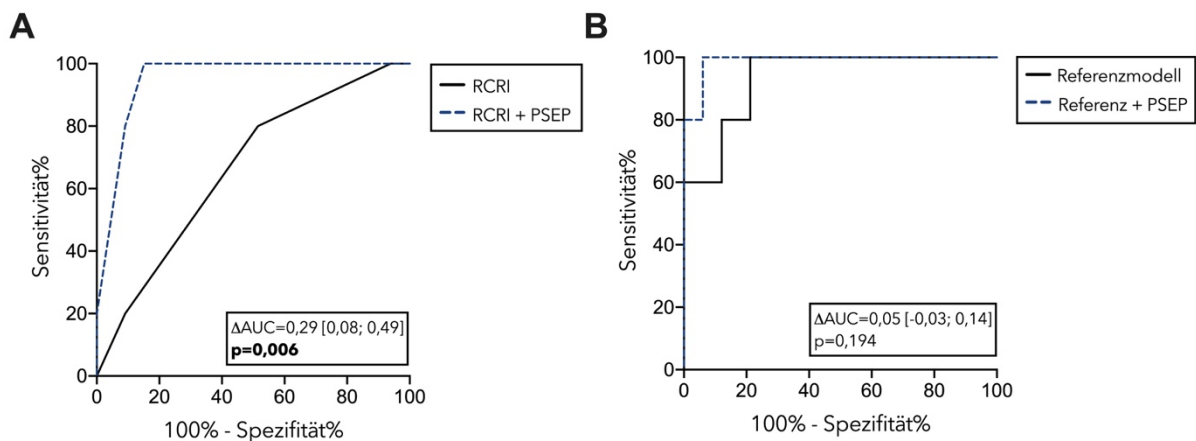 A
Sensitivität%
100
80
60
40
20
0
0 20 40 60 80 100
100% - Spezifität%
RCRI
RCRI + PSEP
ΔAUC=0,29 [0,08; 0,49]
p=0,006
B
Sensitivität%
100
80
60
40
20
0
0 20 40 60 80 100
100% - Spezifität%
Referenzmodell
Referenz + PSEP
ΔAUC=0,05 [-0,03; 0,14]
p=0,194